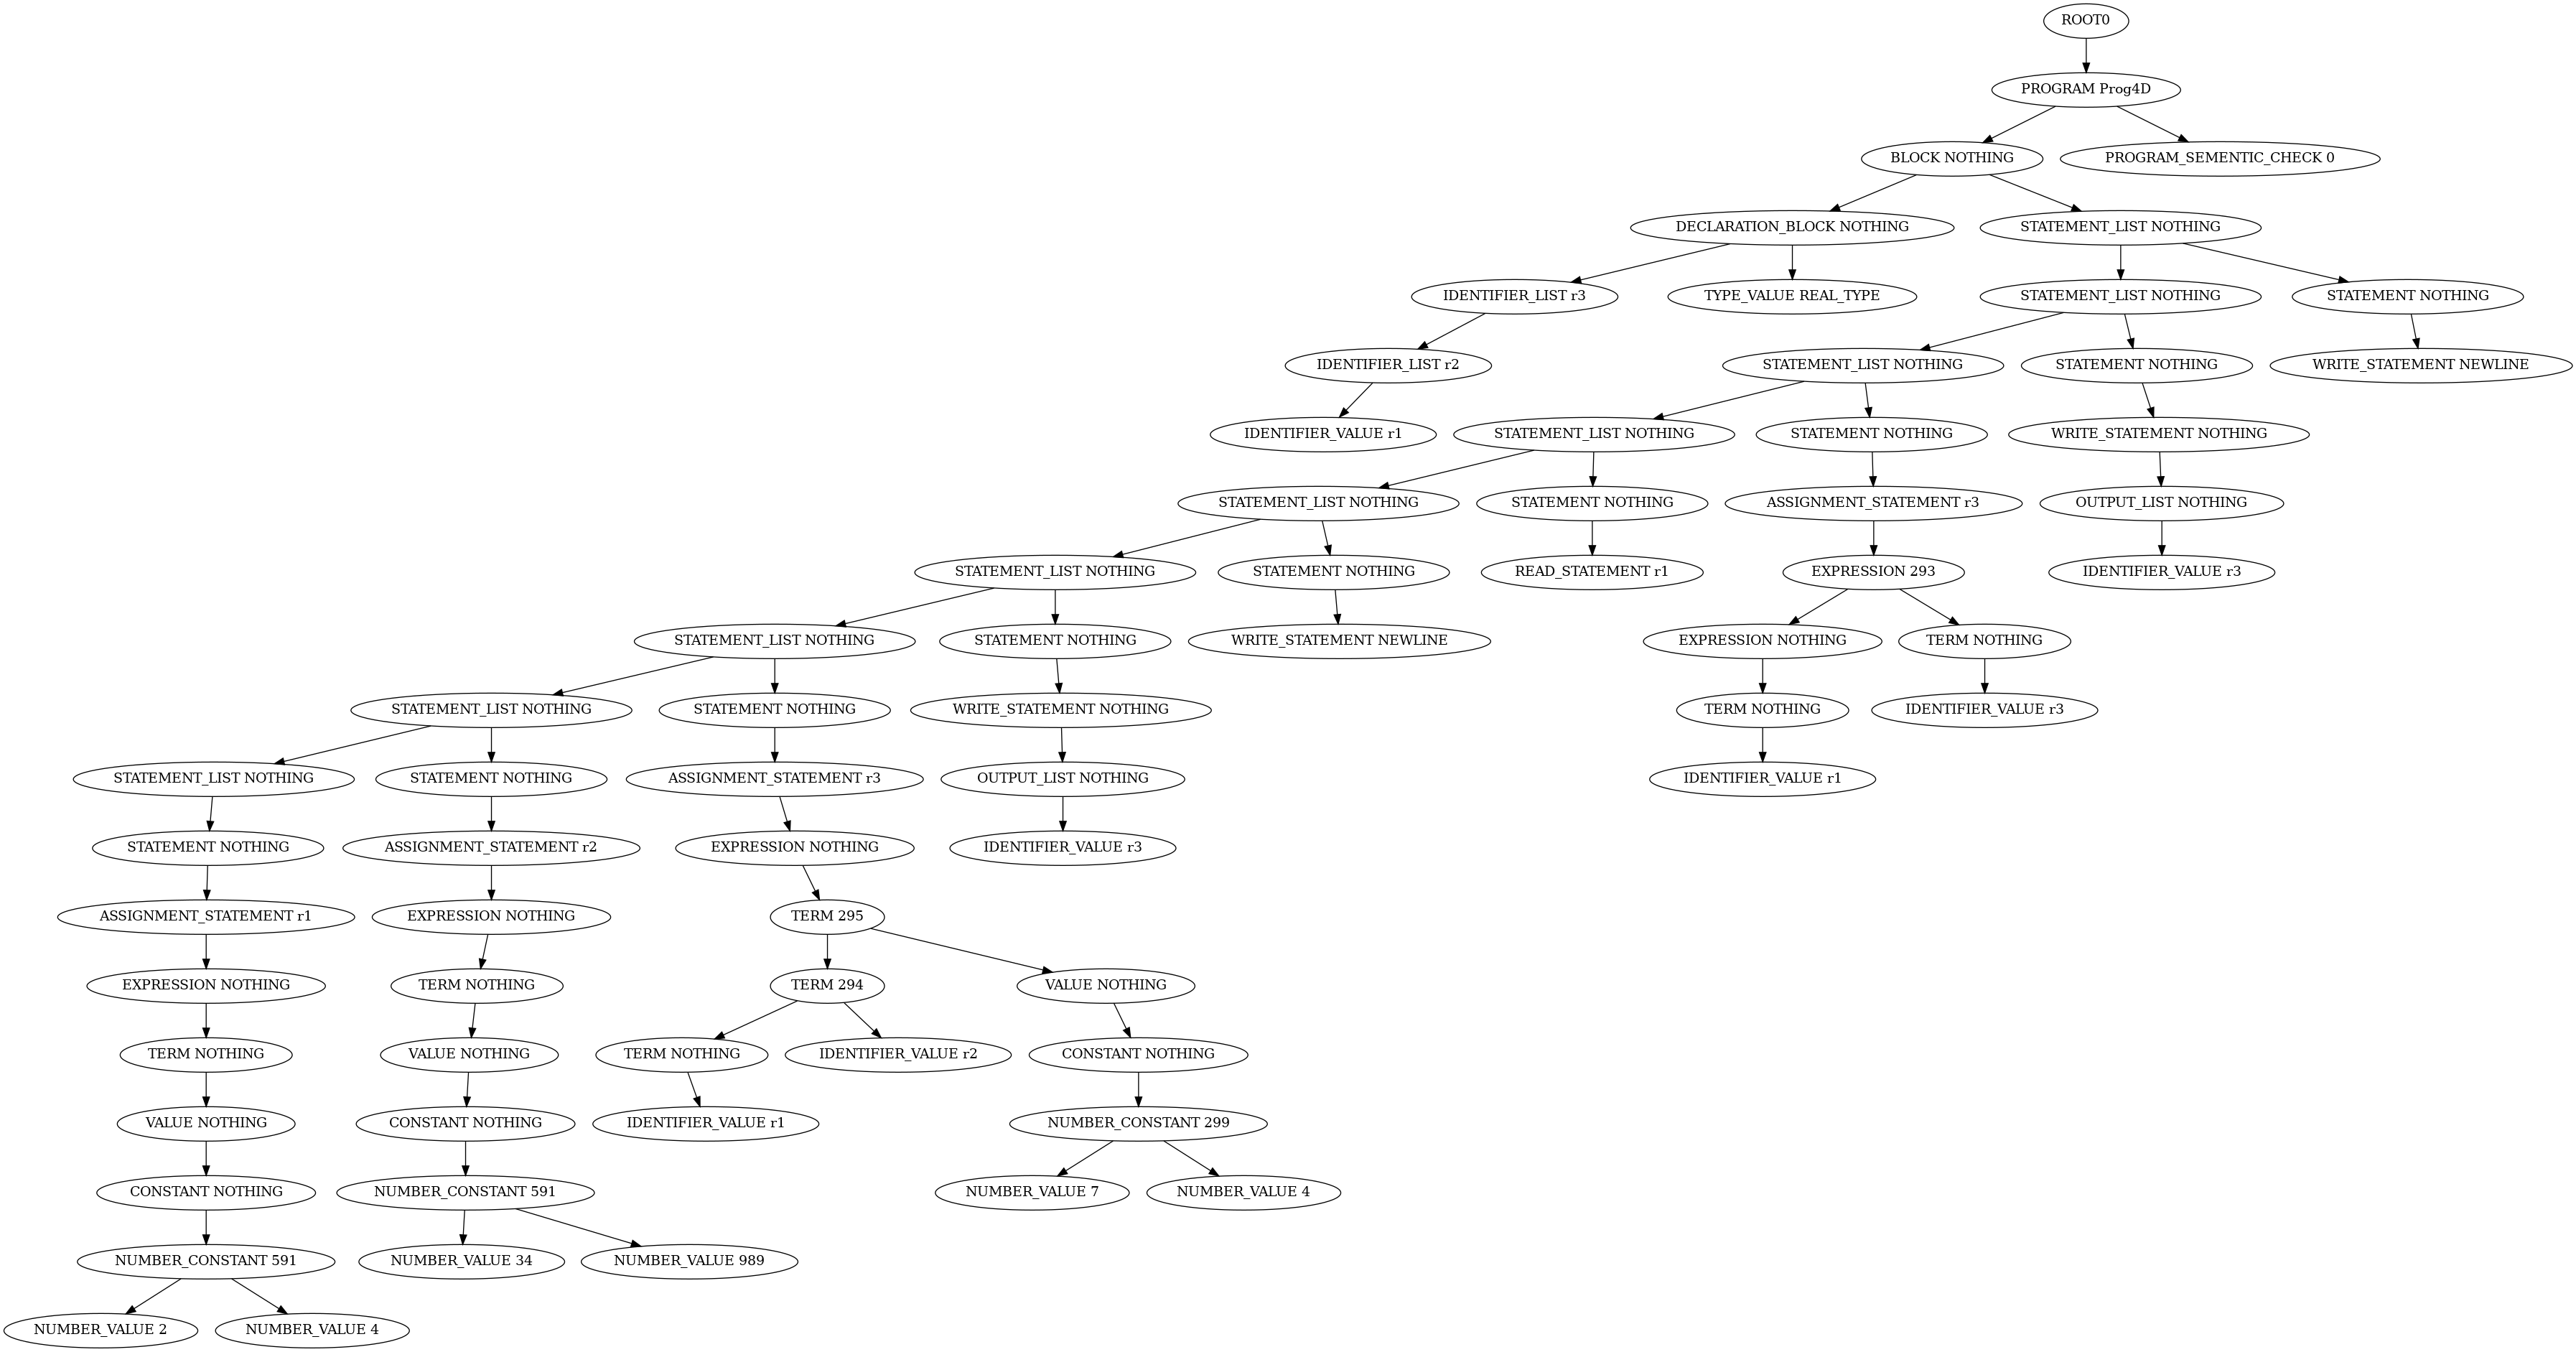 ROOT0
PROGRAM Prog4D
BLOCK NOTHING
PROGRAM_SEMENTIC_CHECK 0
DECLARATION_BLOCK NOTHING
STATEMENT_LIST NOTHING
IDENTIFIER_LIST r3
TYPE_VALUE REAL_TYPE
STATEMENT_LIST NOTHING
STATEMENT NOTHING
IDENTIFIER_LIST r2
STATEMENT_LIST NOTHING
STATEMENT NOTHING
WRITE_STATEMENT NEWLINE
IDENTIFIER_VALUE r1
STATEMENT_LIST NOTHING
STATEMENT NOTHING
WRITE_STATEMENT NOTHING
STATEMENT_LIST NOTHING
STATEMENT NOTHING
ASSIGNMENT_STATEMENT r3
OUTPUT_LIST NOTHING
STATEMENT_LIST NOTHING
STATEMENT NOTHING
READ_STATEMENT r1
EXPRESSION 293
IDENTIFIER_VALUE r3
STATEMENT_LIST NOTHING
STATEMENT NOTHING
WRITE_STATEMENT NEWLINE
EXPRESSION NOTHING
TERM NOTHING
STATEMENT_LIST NOTHING
STATEMENT NOTHING
WRITE_STATEMENT NOTHING
TERM NOTHING
IDENTIFIER_VALUE r3
STATEMENT_LIST NOTHING
STATEMENT NOTHING
ASSIGNMENT_STATEMENT r3
OUTPUT_LIST NOTHING
IDENTIFIER_VALUE r1
STATEMENT NOTHING
ASSIGNMENT_STATEMENT r2
EXPRESSION NOTHING
IDENTIFIER_VALUE r3
ASSIGNMENT_STATEMENT r1
EXPRESSION NOTHING
TERM 295
EXPRESSION NOTHING
TERM NOTHING
TERM 294
VALUE NOTHING
TERM NOTHING
VALUE NOTHING
TERM NOTHING
IDENTIFIER_VALUE r2
CONSTANT NOTHING
VALUE NOTHING
CONSTANT NOTHING
IDENTIFIER_VALUE r1
NUMBER_CONSTANT 299
CONSTANT NOTHING
NUMBER_CONSTANT 591
NUMBER_VALUE 7
NUMBER_VALUE 4
NUMBER_CONSTANT 591
NUMBER_VALUE 34
NUMBER_VALUE 989
NUMBER_VALUE 2
NUMBER_VALUE 4